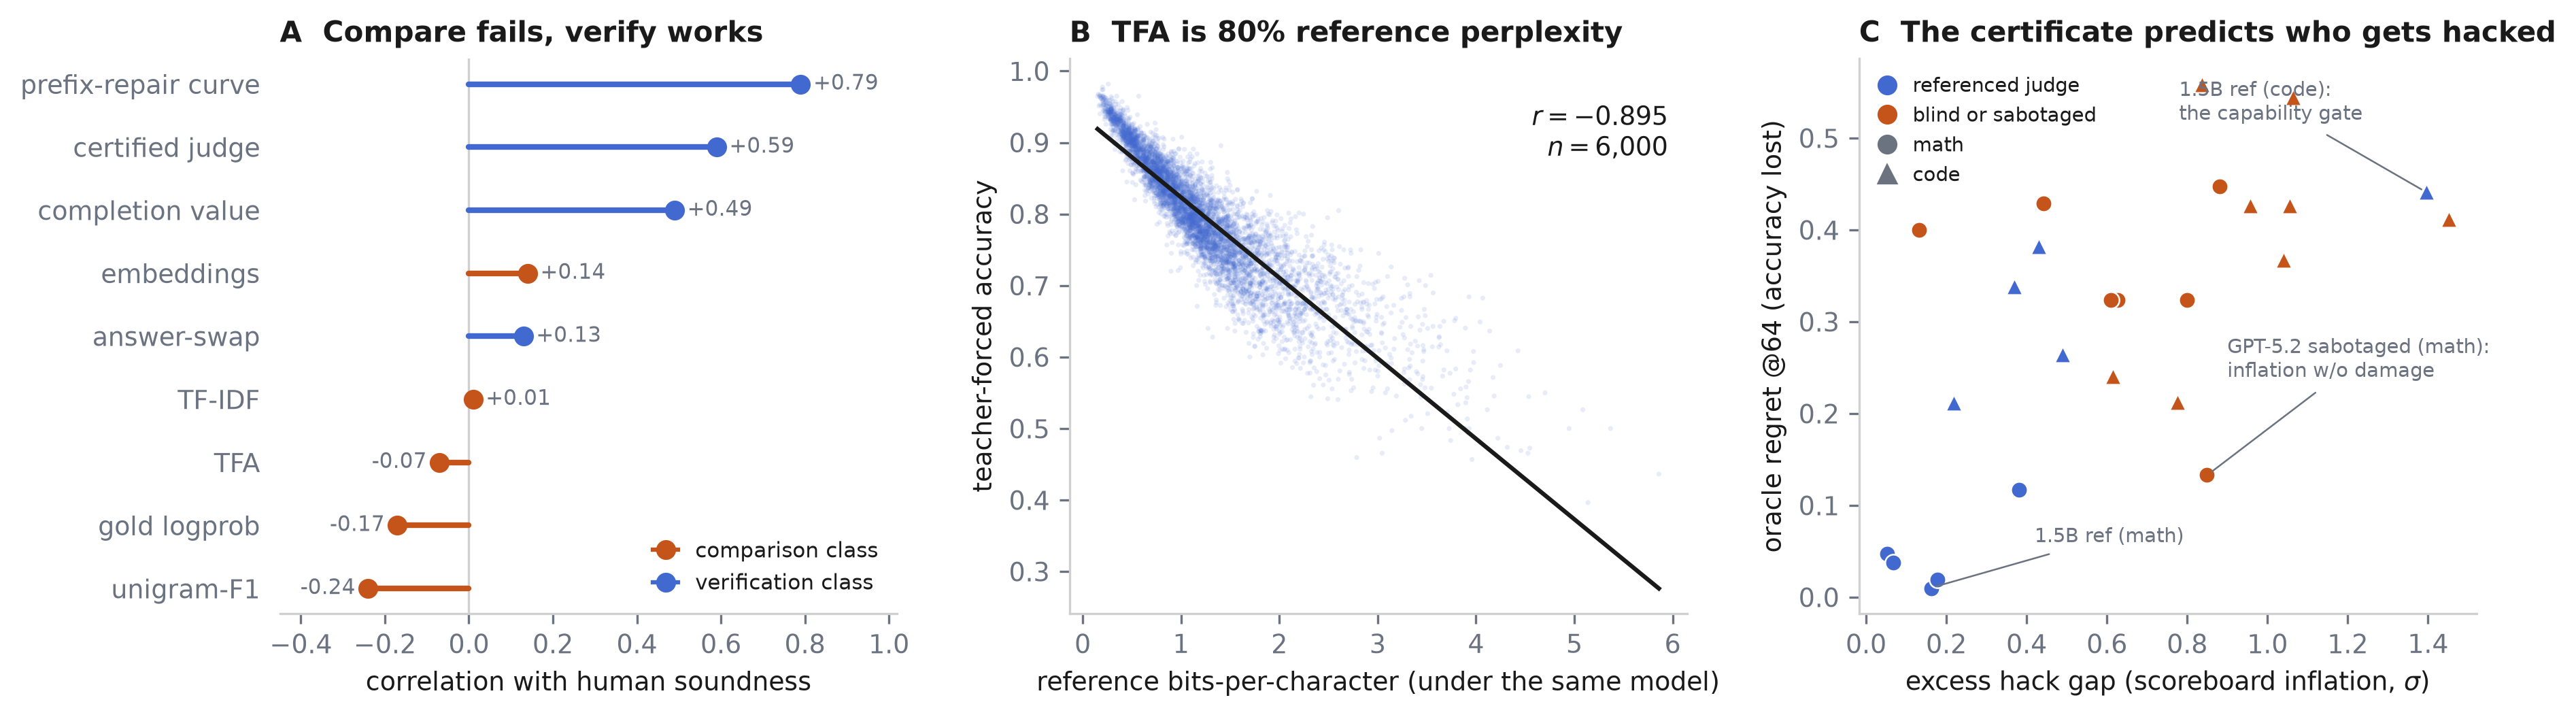 A Compare fails, verify works
prefix-repair curve
+0.79
certified judge
+0.59
completion value
+0.49
embeddings
+0.14
answer-swap
+0.13
TF-IDF
+0.01
TFA
-0.07
gold logprob
-0.17
unigram-F1
-0.24
comparison class
verification class
−0.4 −0.2 0.0 0.2 0.4 0.6 0.8 1.0
correlation with human soundness
B TFA is 80% reference perplexity
r = −0.895
n = 6,000
teacher-forced accuracy
1.0
0.9
0.8
0.7
0.6
0.5
0.4
0.3
0 1 2 3 4 5 6
reference bits-per-character (under the same model)
C The certificate predicts who gets hacked
referenced judge
blind or sabotaged
math
code
1.5B ref (code):
the capability gate
GPT-5.2 sabotaged (math):
inflation w/o damage
1.5B ref (math)
oracle regret @64 (accuracy lost)
0.5
0.4
0.3
0.2
0.1
0.0
0.0 0.2 0.4 0.6 0.8 1.0 1.2 1.4
excess hack gap (scoreboard inflation, σ)